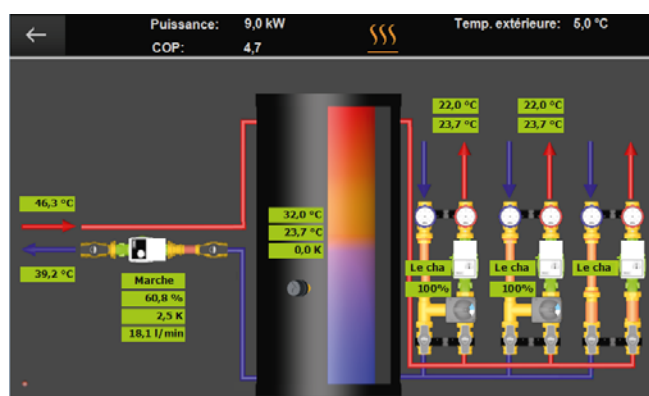 Puissance: 9,0 kW Temp. extérieure: 5,0 °C
COP: 4,7
22,0 °C 22,0 °C
23,7 °C 23,7 °C
46,3 °C
32,0 °C
23,7 °C
0,0 K
39,2 °C
Marche
60,8 %
2,5 K
18,1 l/min
Le cha Le cha Le cha
100% 100%